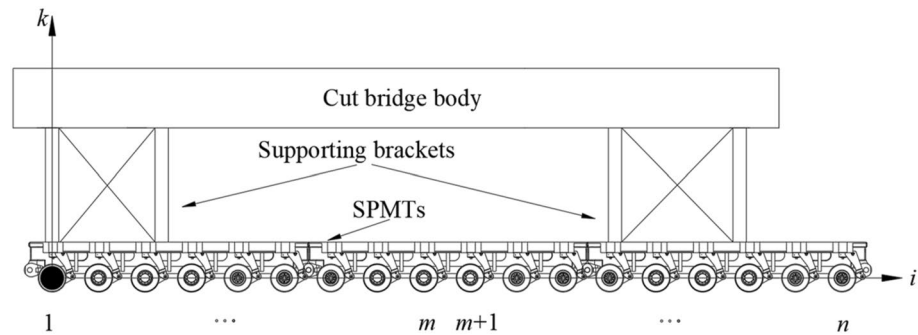 k
Cut bridge body
Supporting brackets
SPMTs
i
1 ... m m+1 ... n